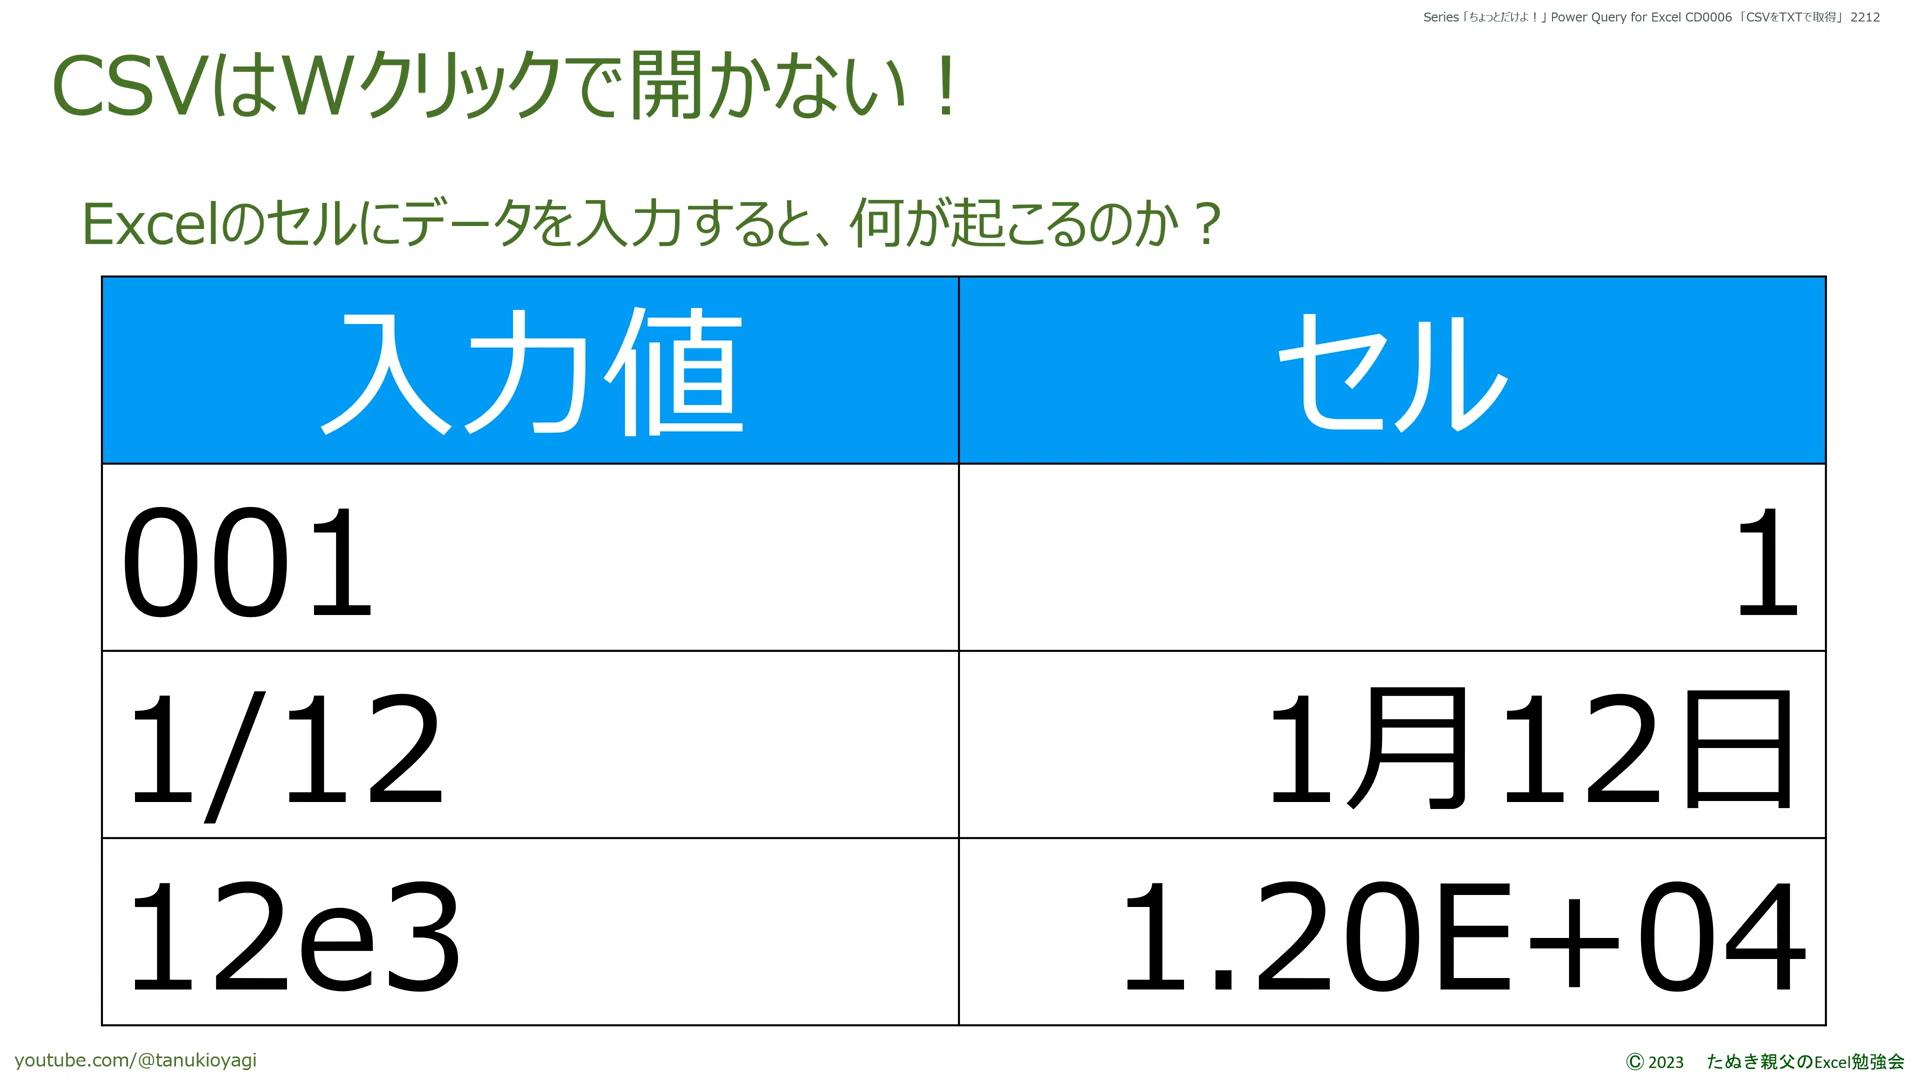 Series「ちょっとだけよ！」Power Query for Excel CD0006「CSVをTXTで取得」 2212
CSVはWクリックで開かない！
Excelのセルにデータを入力すると、何が起こるのか？
入力値 セル
001 1
1/12 1月12日
12e3 1.20E+04
youtube.com/@tanukioyagi
Ⓒ 2023 たぬき親父のExcel勉強会